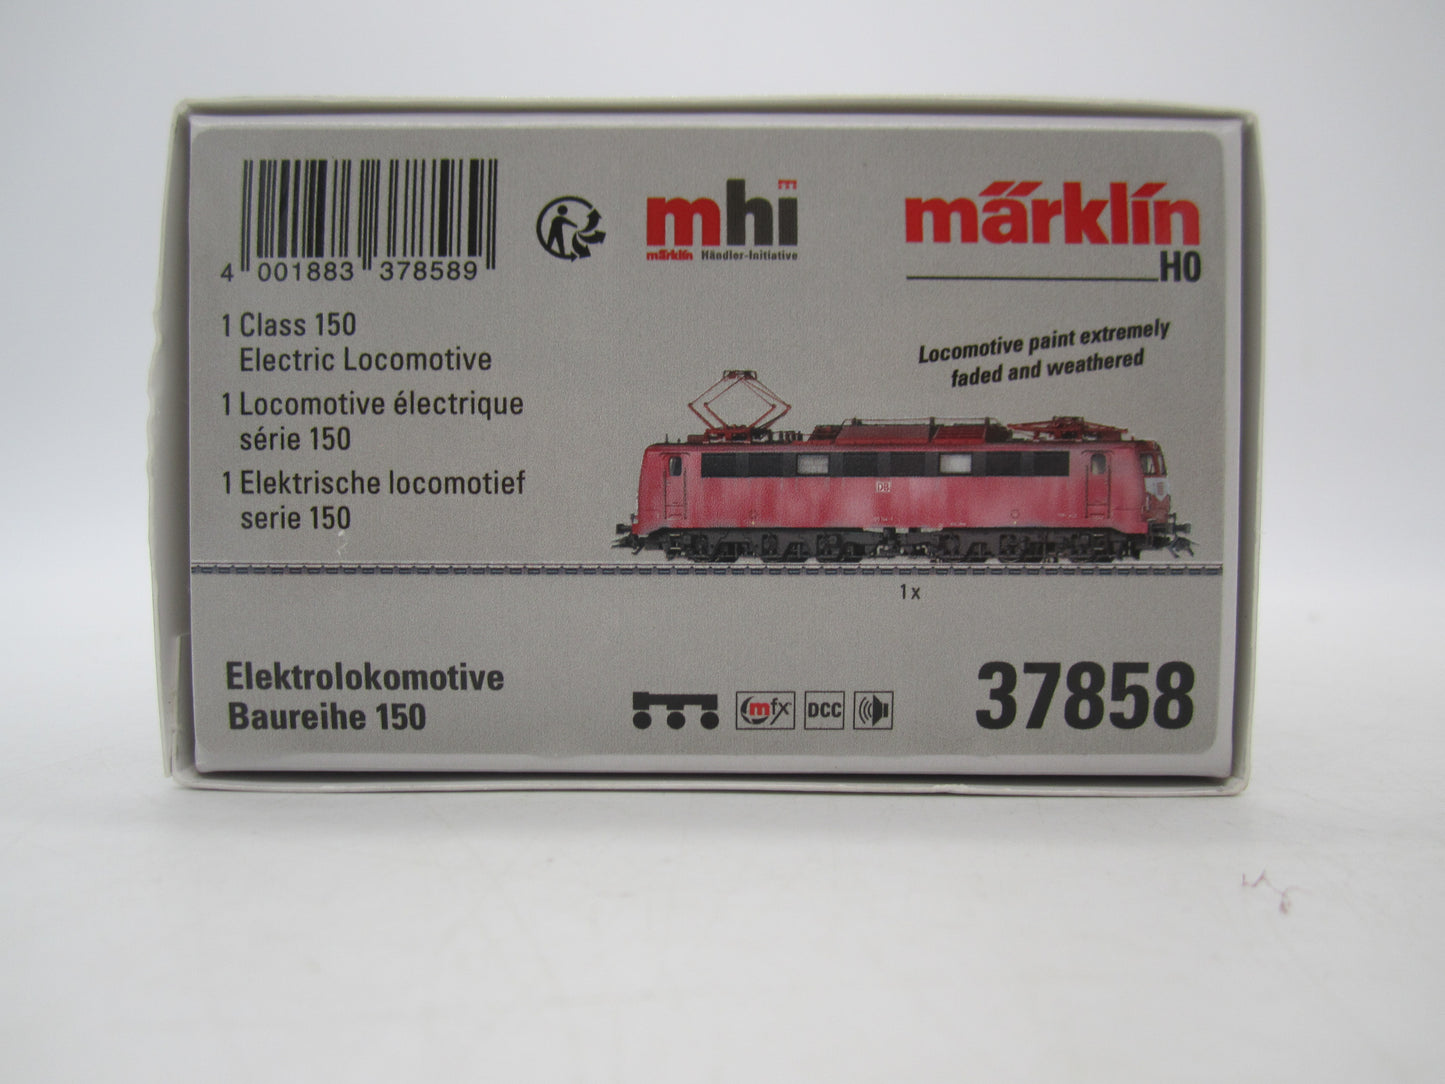 4 001883 378589
mhi
märklin Händler-Initiative
märklin
H0
1 Class 150
Electric Locomotive
1 Locomotive électrique
série 150
1 Elektrische locomotief
serie 150
Locomotive paint extremely
faded and weathered
DB
1 x
Elektrolokomotive
Baureihe 150
mfx
DCC
37858